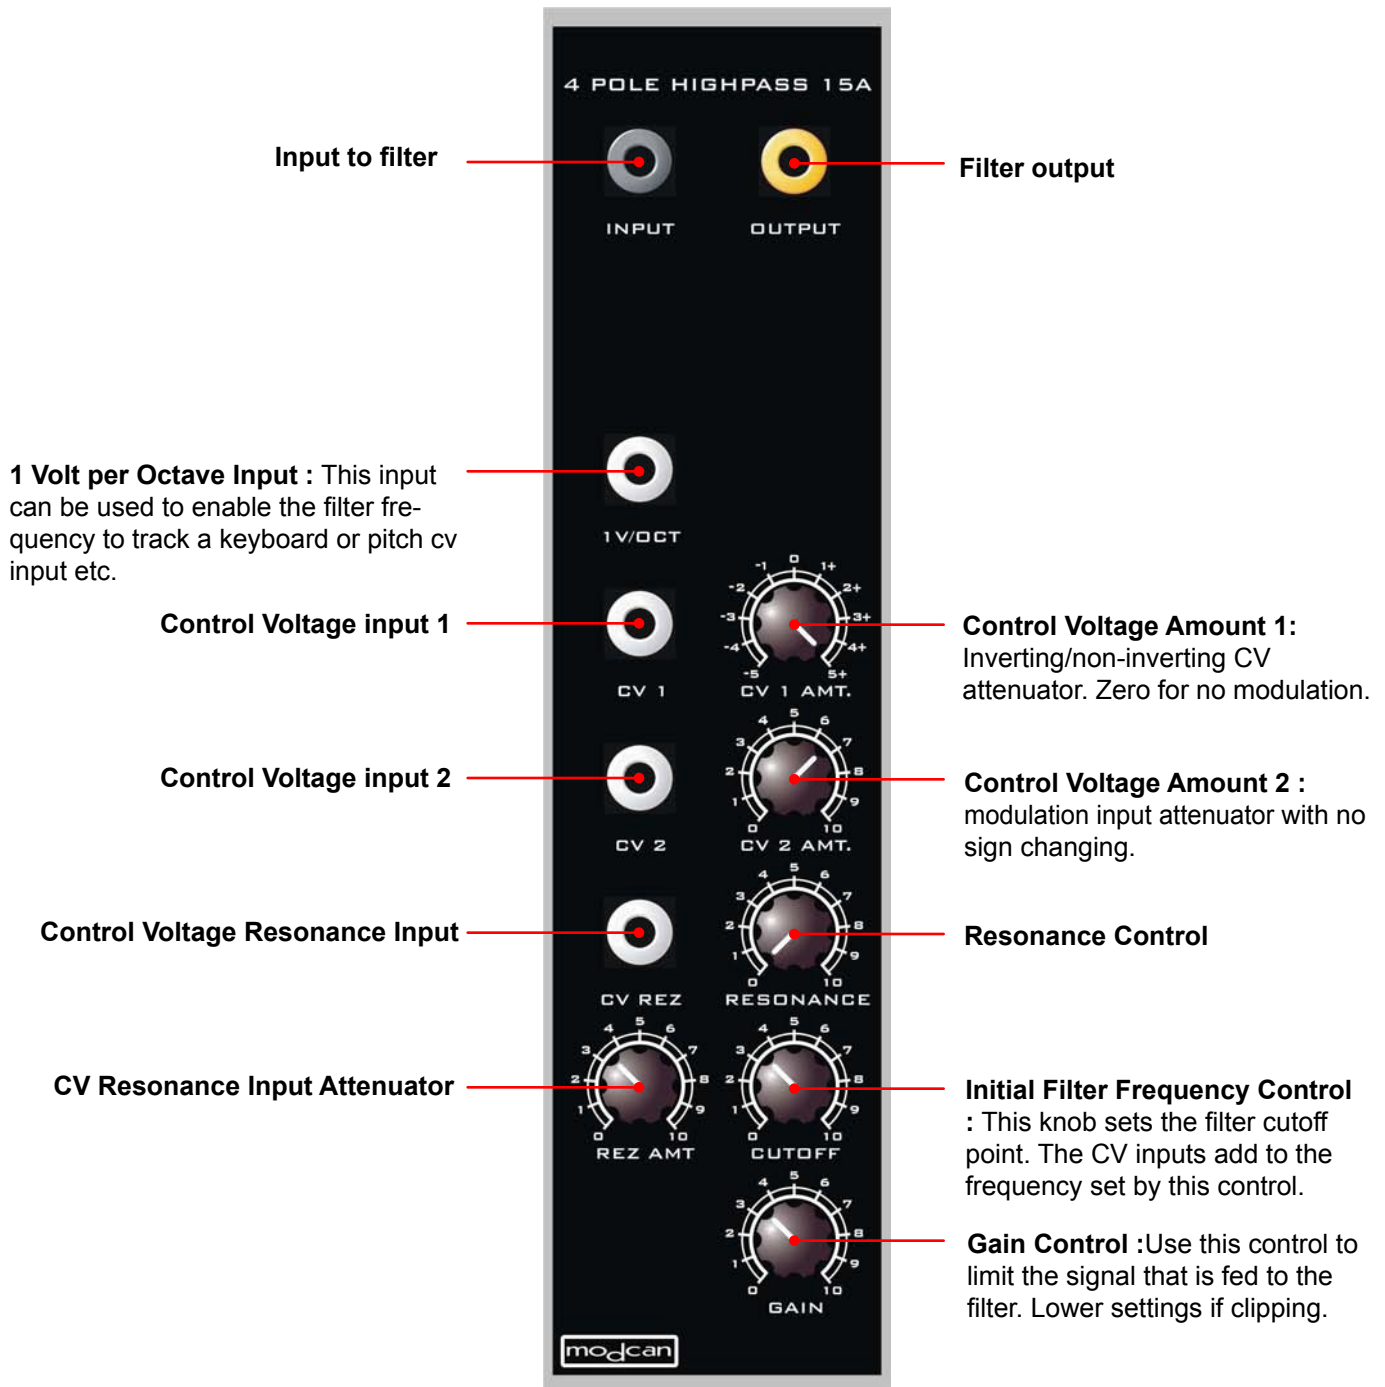 4 POLE HIGHPASS 15A
Input to filter
Filter output
INPUT
OUTPUT
1 Volt per Octave Input : This input
can be used to enable the filter fre-
quency to track a keyboard or pitch cv
input etc.
1V/OCT
Control Voltage input 1
CV 1
-5 -4 -3 -2 -1 0 1+ 2+ 3+ 4+ 5+
CV 1 AMT.
Control Voltage Amount 1:
Inverting/non-inverting CV
attenuator. Zero for no modulation.
Control Voltage input 2
CV 2
0 1 2 3 4 5 6 7 8 9 10
CV 2 AMT.
Control Voltage Amount 2 :
modulation input attenuator with no
sign changing.
Control Voltage Resonance Input
CV REZ
0 1 2 3 4 5 6 7 8 9 10
RESONANCE
Resonance Control
CV Resonance Input Attenuator
0 1 2 3 4 5 6 7 8 9 10
REZ AMT
0 1 2 3 4 5 6 7 8 9 10
CUTOFF
Initial Filter Frequency Control
: This knob sets the filter cutoff
point. The CV inputs add to the
frequency set by this control.
0 1 2 3 4 5 6 7 8 9 10
GAIN
Gain Control :Use this control to
limit the signal that is fed to the
filter. Lower settings if clipping.
modcan